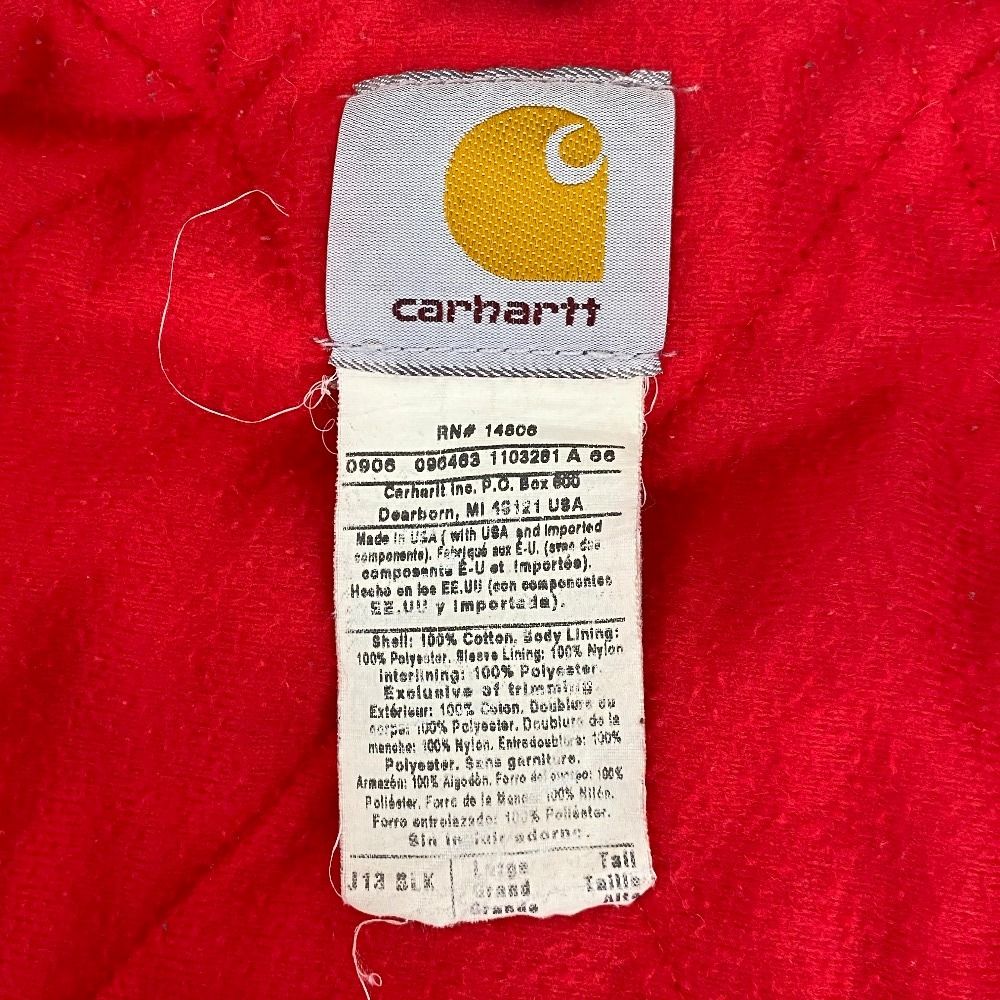 carhartt
RN# 14806
0906 096463 1103281 A 66
Carhartt Inc. P.O. Box 600
Dearborn, MI 48121 USA
Made in USA ( with USA and imported
components). Fabriqué aux É-U. (avec des
composants É-U et importés).
Hecho en los EE.UU (con componentes
EE.UU y importada).
Shell: 100% Cotton. Body Lining:
100% Polyester. Sleeve Lining: 100% Nylon
Interlining: 100% Polyester.
Exclusive of trimming
Extérieur: 100% Coton. Doublure du
corps: 100% Polyester. Doublure de la
manche: 100% Nylon. Entredoublure: 100%
Polyester. Sans garniture.
Armazón: 100% Algodón. Forro del cuerpo: 100%
Poliéster. Forro de la Manga: 100% Nilón.
Forro entrelazado: 100% Poliéster.
Sin incluir adorno.
J13 BLK Large Tall
Grand Taille
Grande Alta